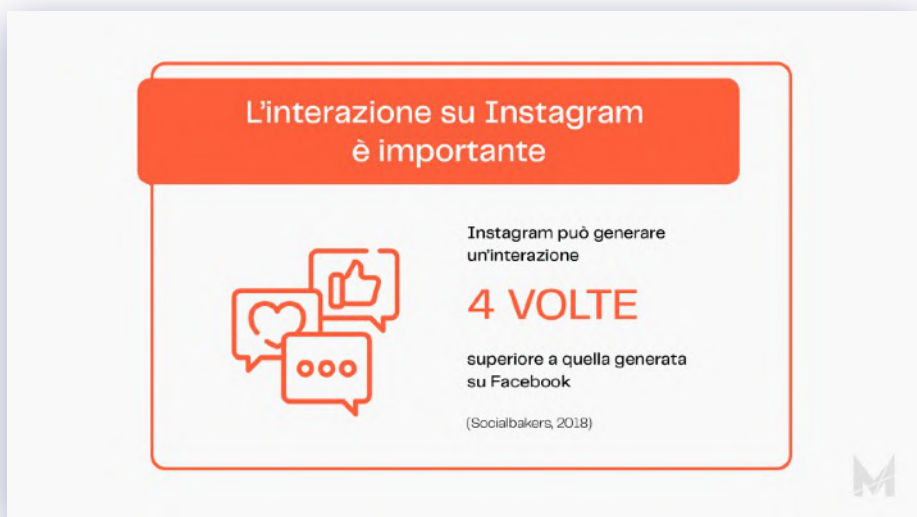 L'interazione su Instagram
è importante
Instagram può generare
un'interazione
4 VOLTE
superiore a quella generata
su Facebook
(Socialbakers, 2018)